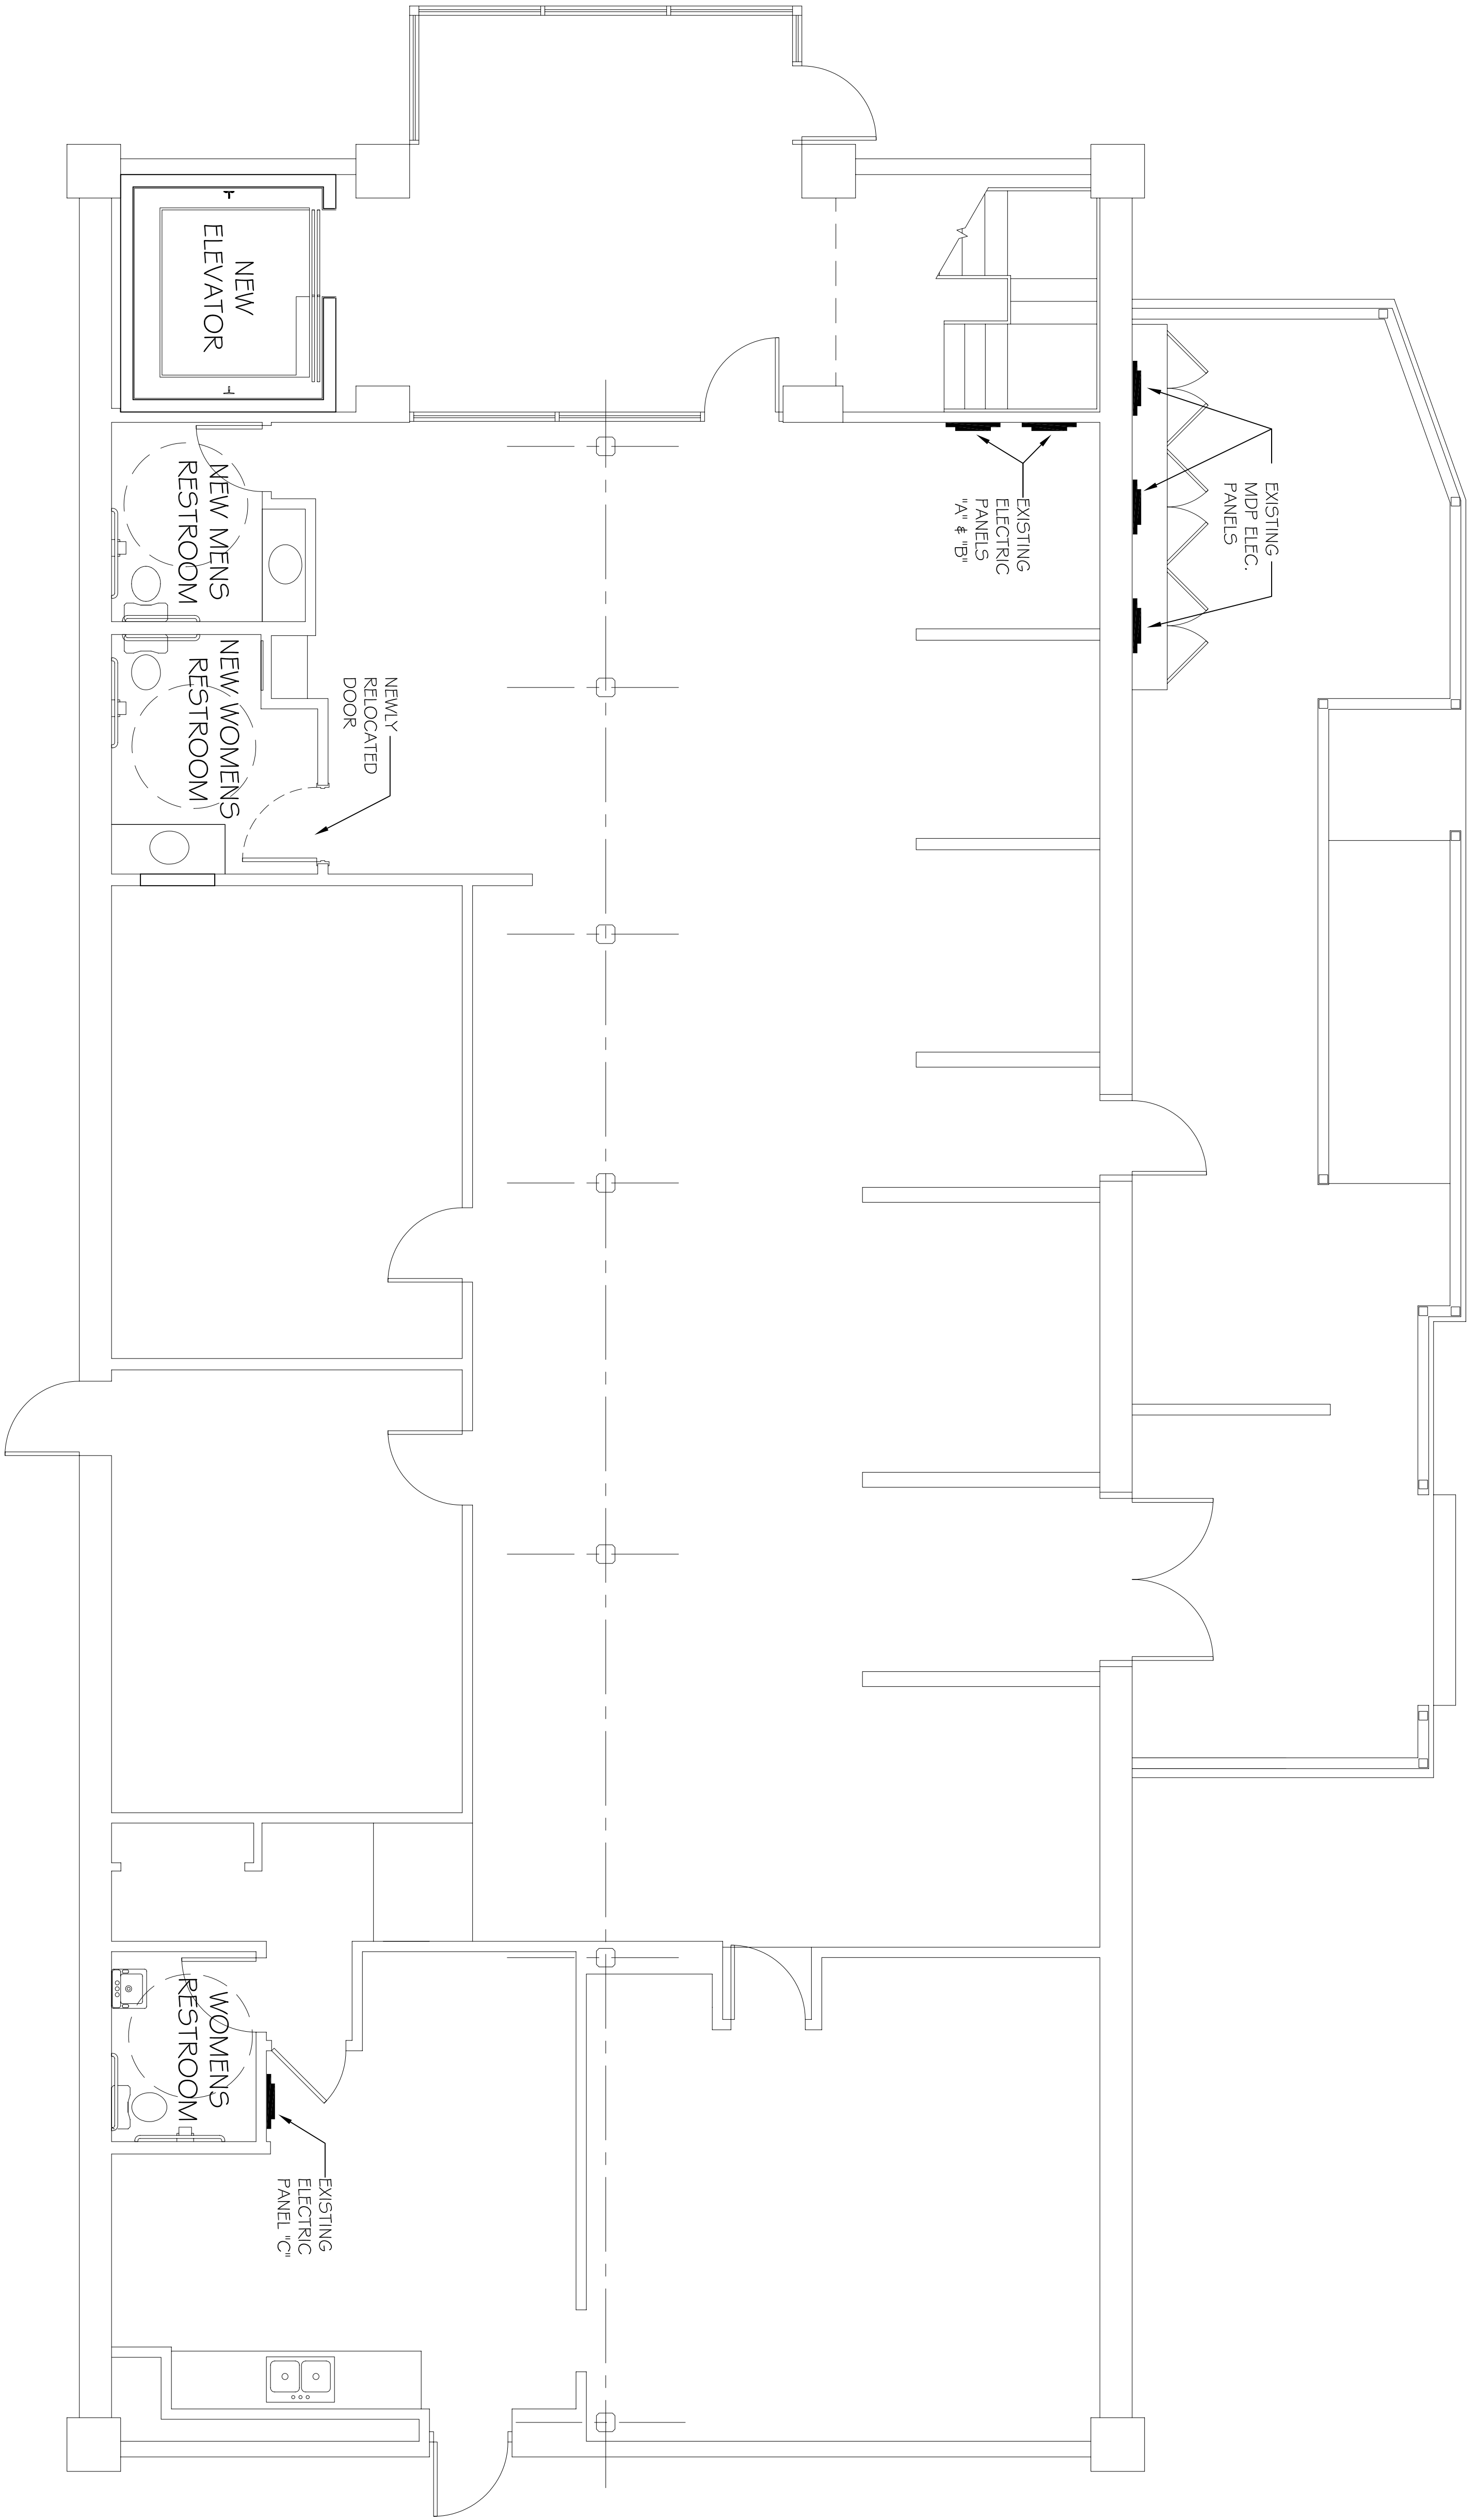 EXISTING
MDP ELEC.
PANELS
EXISTING
ELECTRIC
PANELS
"A" & "B"
NEW
ELEVATOR
NEW MENS
RESTROOM
NEW WOMENS
RESTROOM
NEWLY
RELOCATED
DOOR
WOMENS
RESTROOM
EXISTING
ELECTRIC
PANEL "C"